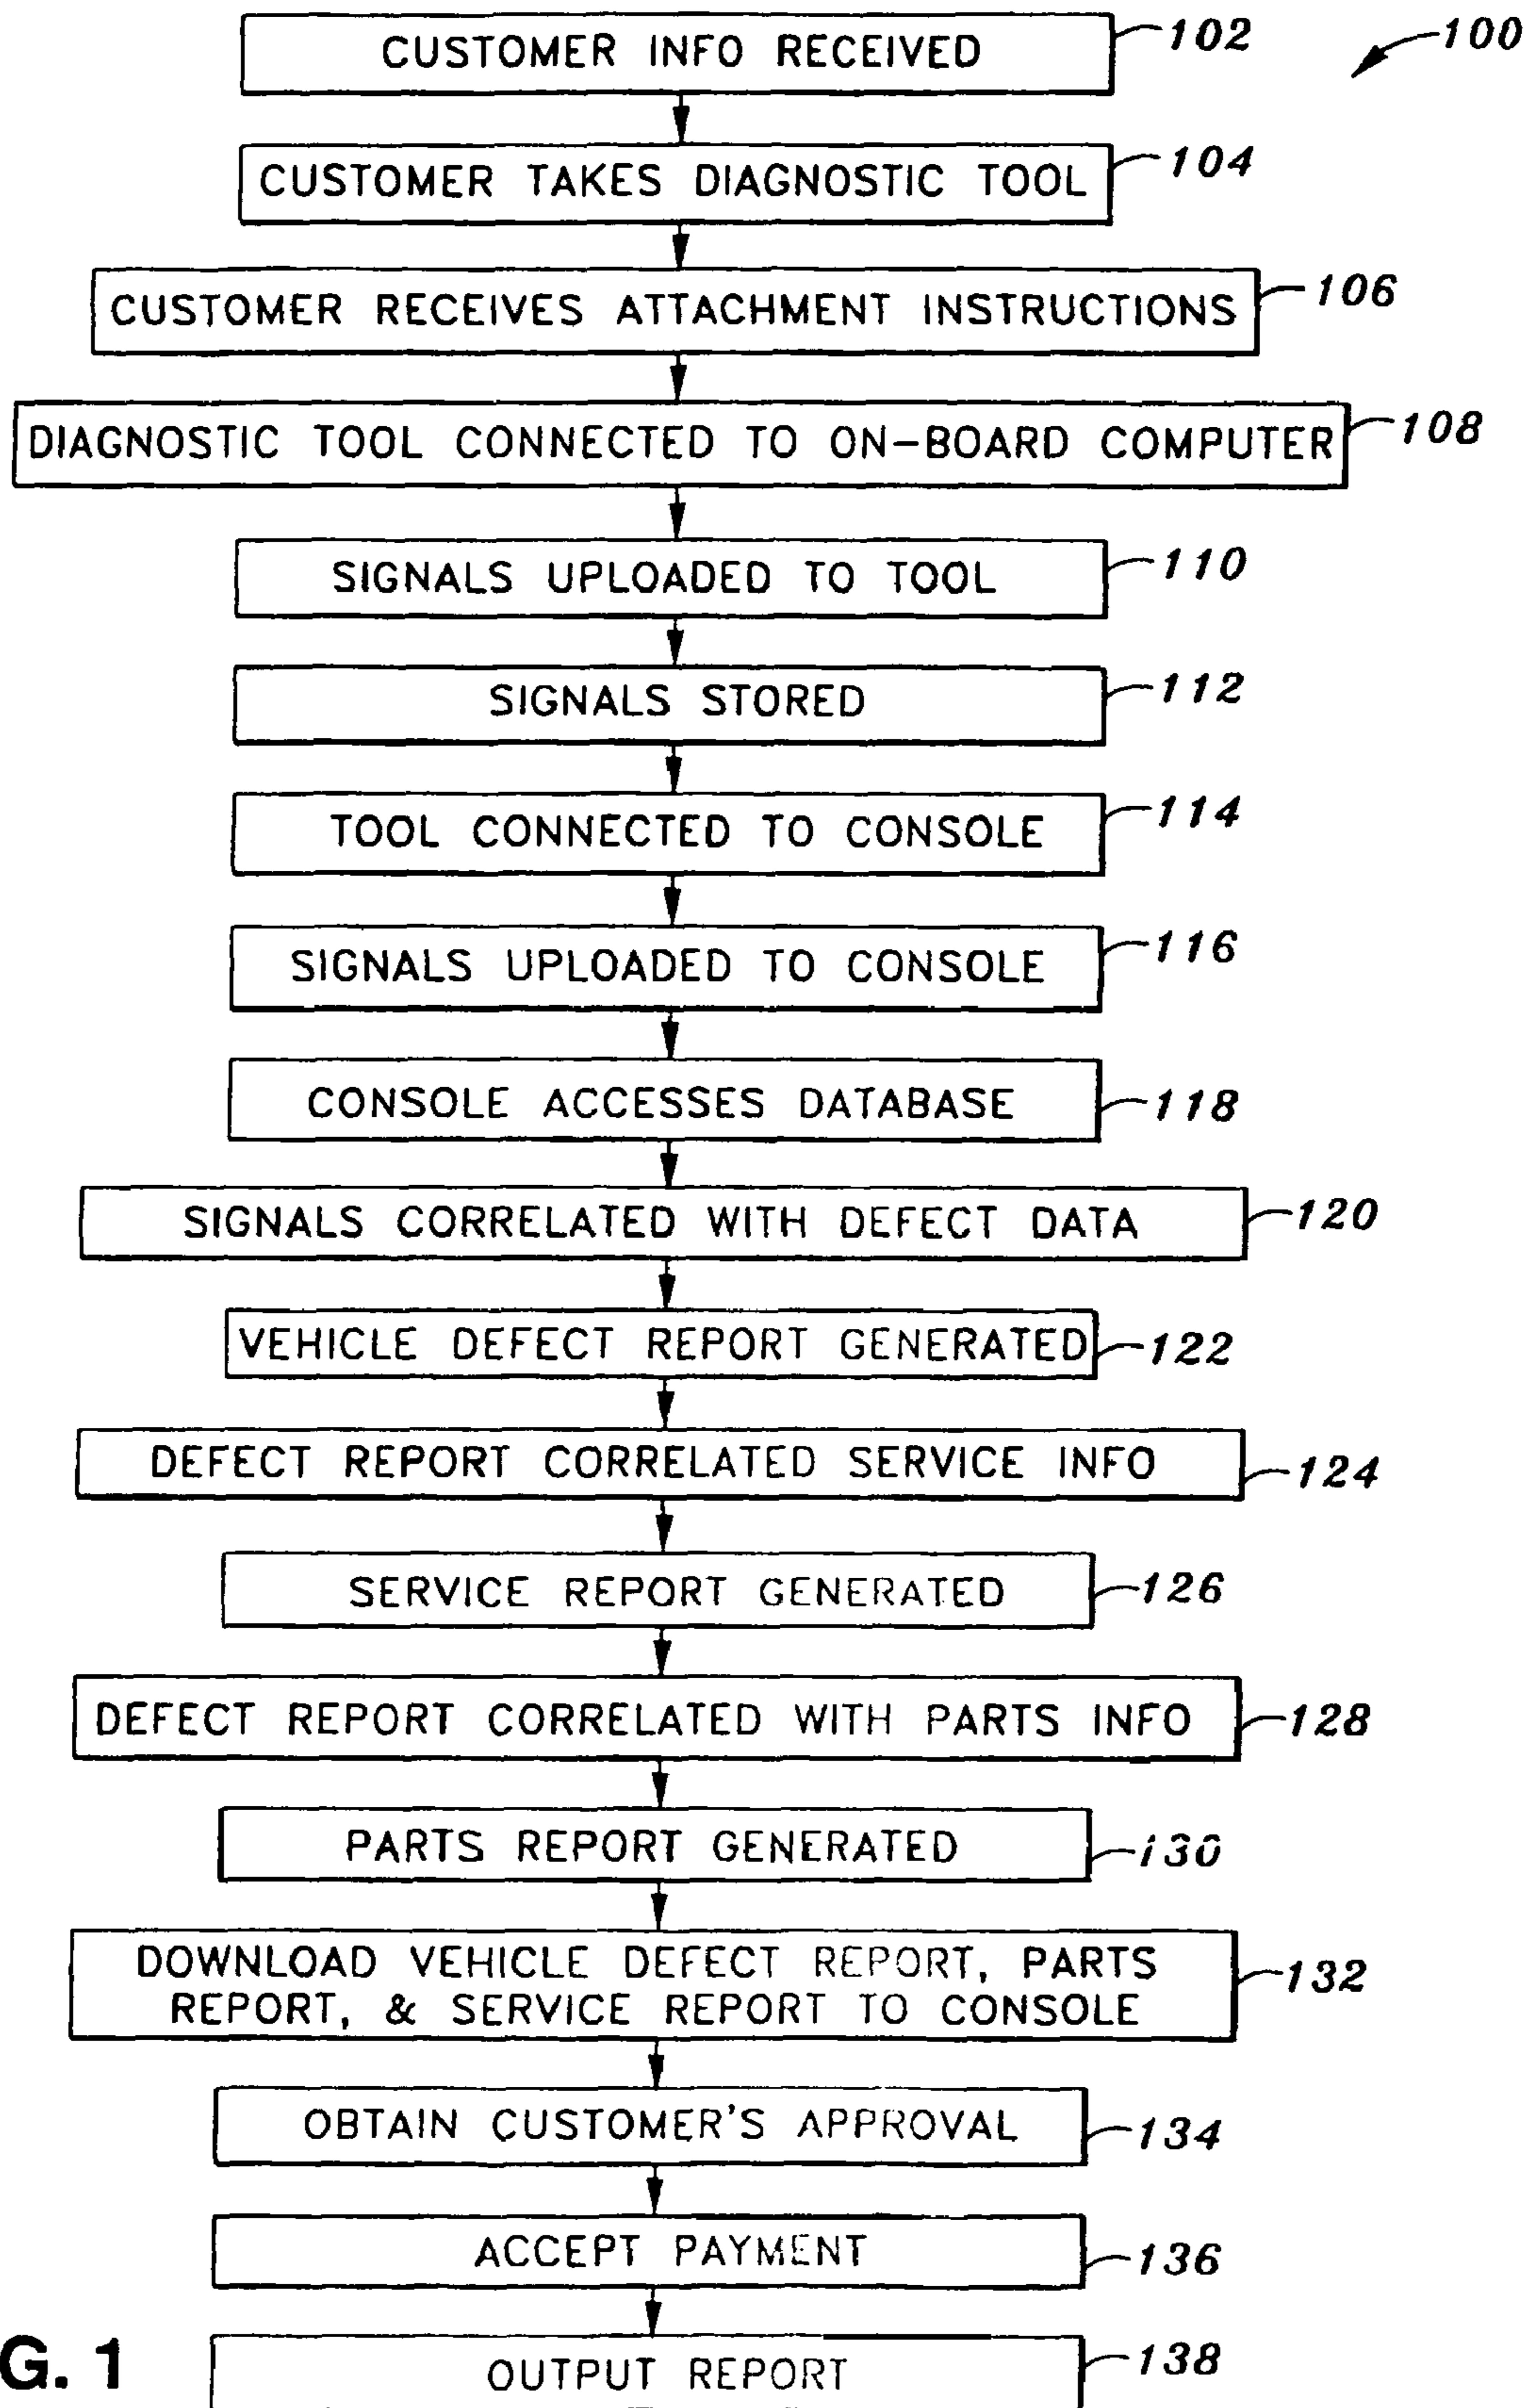 CUSTOMER INFO RECEIVED 102
100
CUSTOMER TAKES DIAGNOSTIC TOOL 104
CUSTOMER RECEIVES ATTACHMENT INSTRUCTIONS 106
DIAGNOSTIC TOOL CONNECTED TO ON-BOARD COMPUTER 108
SIGNALS UPLOADED TO TOOL 110
SIGNALS STORED 112
TOOL CONNECTED TO CONSOLE 114
SIGNALS UPLOADED TO CONSOLE 116
CONSOLE ACCESSES DATABASE 118
SIGNALS CORRELATED WITH DEFECT DATA 120
VEHICLE DEFECT REPORT GENERATED 122
DEFECT REPORT CORRELATED SERVICE INFO 124
SERVICE REPORT GENERATED 126
DEFECT REPORT CORRELATED WITH PARTS INFO 128
PARTS REPORT GENERATED 130
DOWNLOAD VEHICLE DEFECT REPORT, PARTS
REPORT, & SERVICE REPORT TO CONSOLE 132
OBTAIN CUSTOMER'S APPROVAL 134
ACCEPT PAYMENT 136
OUTPUT REPORT 138
G. 1